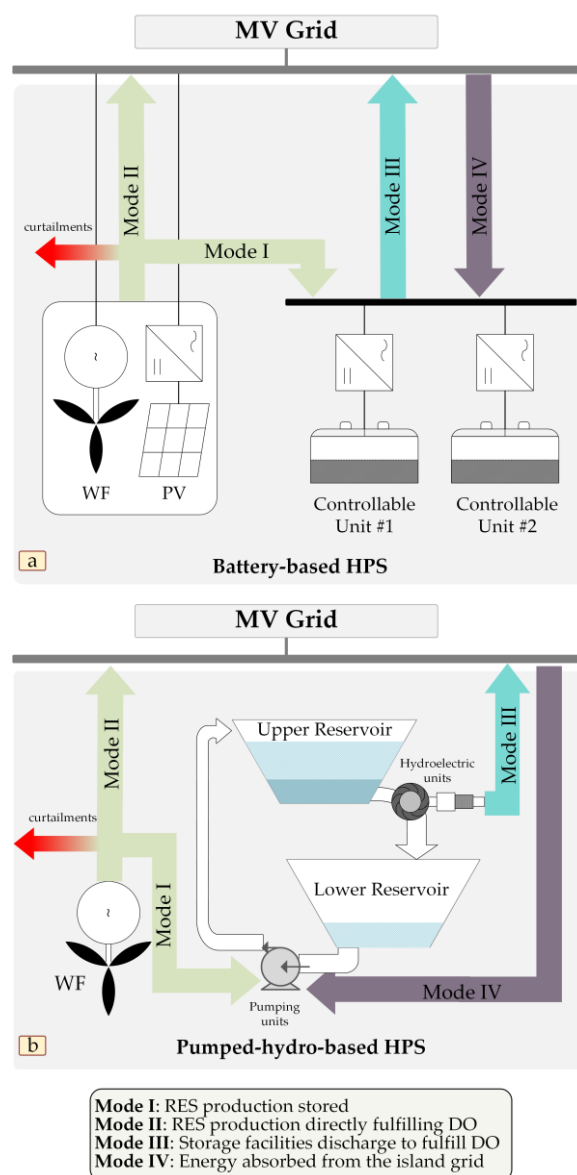 MV Grid
Mode II
Mode III
Mode IV
curtailments
Mode I
~
WF
PV
Controllable
Unit #1
Controllable
Unit #2
a
Battery-based HPS
MV Grid
Mode II
Upper Reservoir
Mode III
Hydroelectric
units
curtailments
Mode I
Lower Reservoir
~
WF
Pumping
units
Mode IV
b
Pumped-hydro-based HPS
Mode I: RES production stored
Mode II: RES production directly fulfilling DO
Mode III: Storage facilities discharge to fulfill DO
Mode IV: Energy absorbed from the island grid